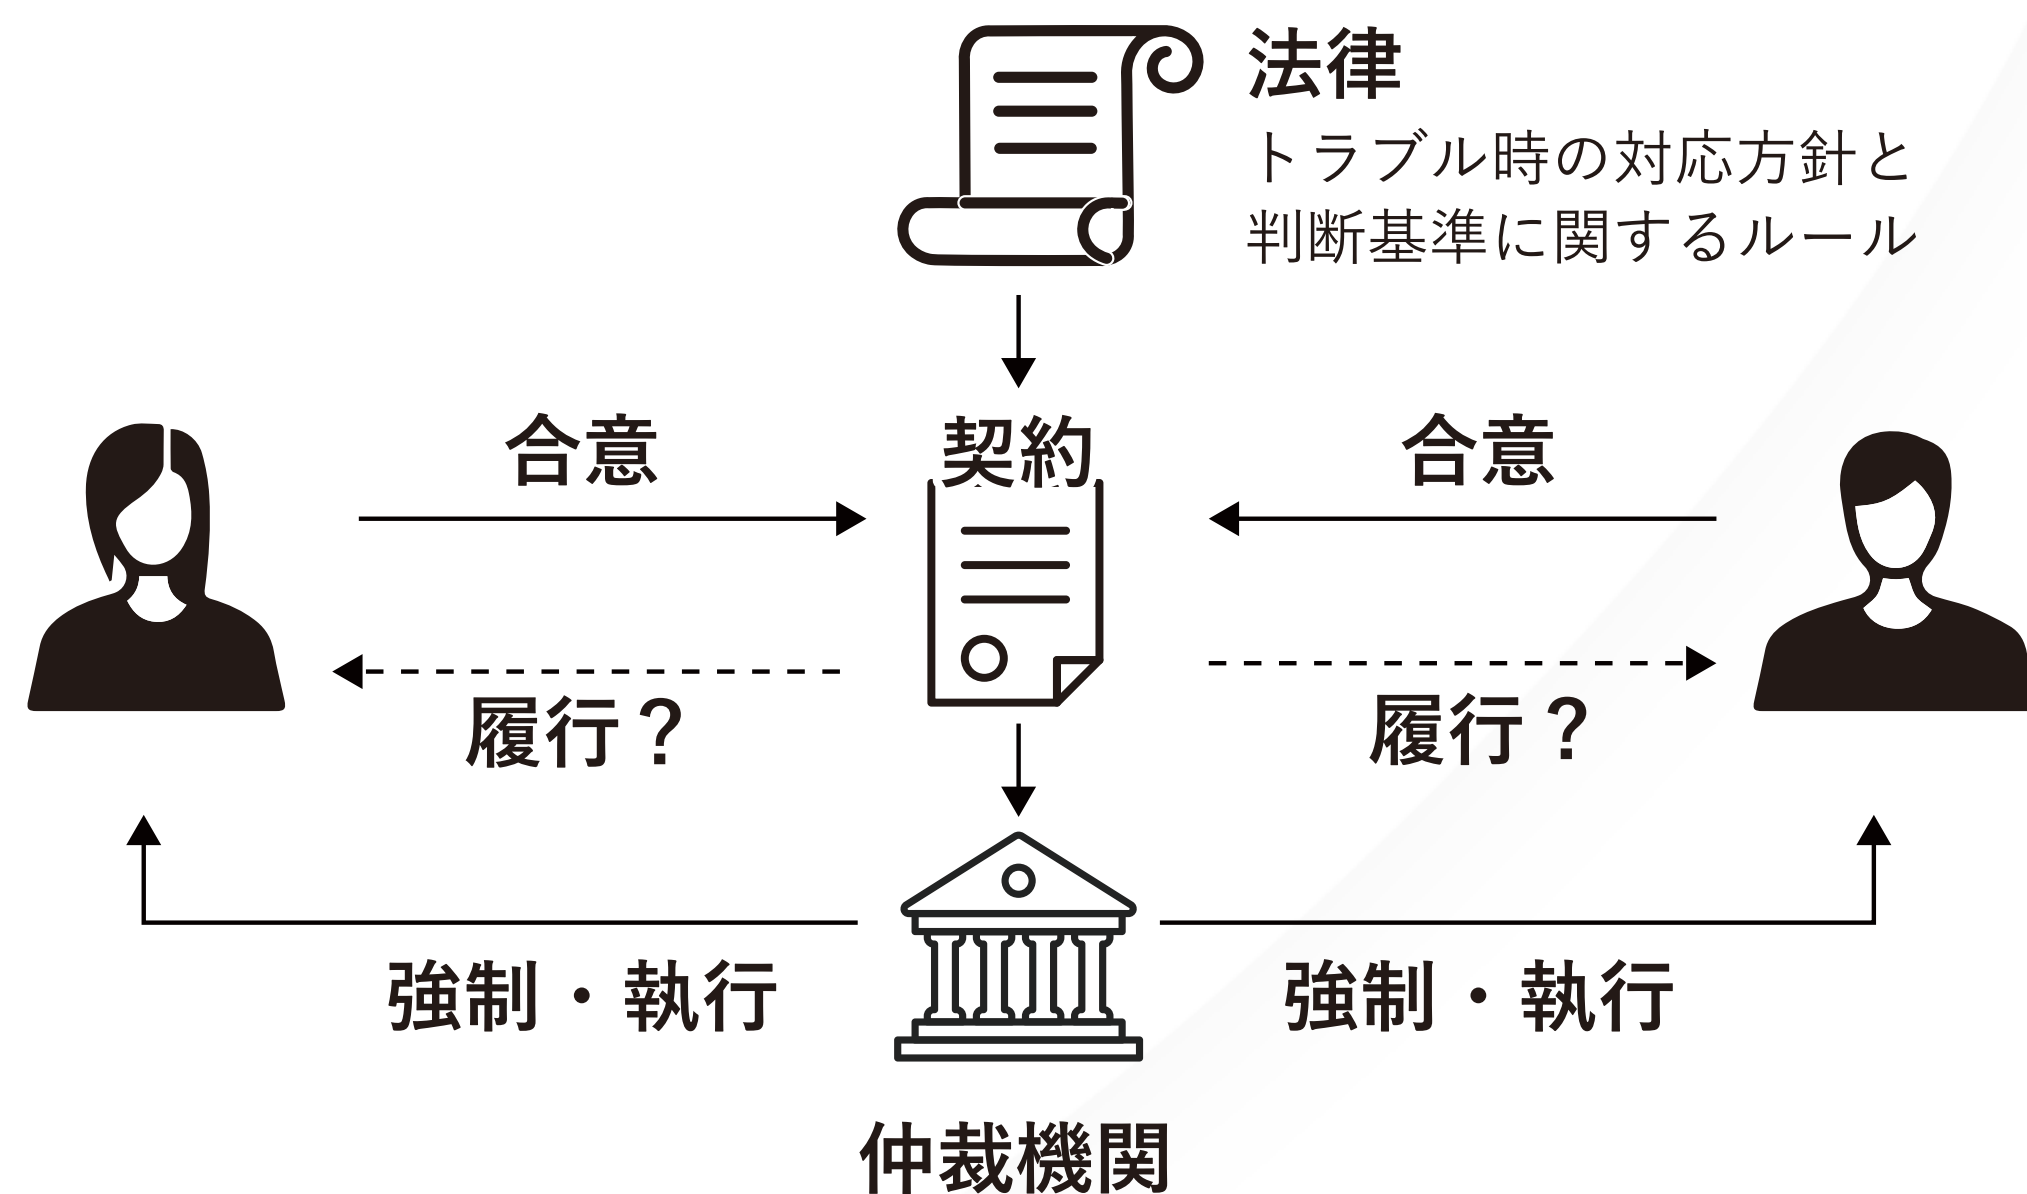 法律
トラブル時の対応方針と
判断基準に関するルール
合意
契約
合意
履行？
履行？
強制・執行
強制・執行
仲裁機関